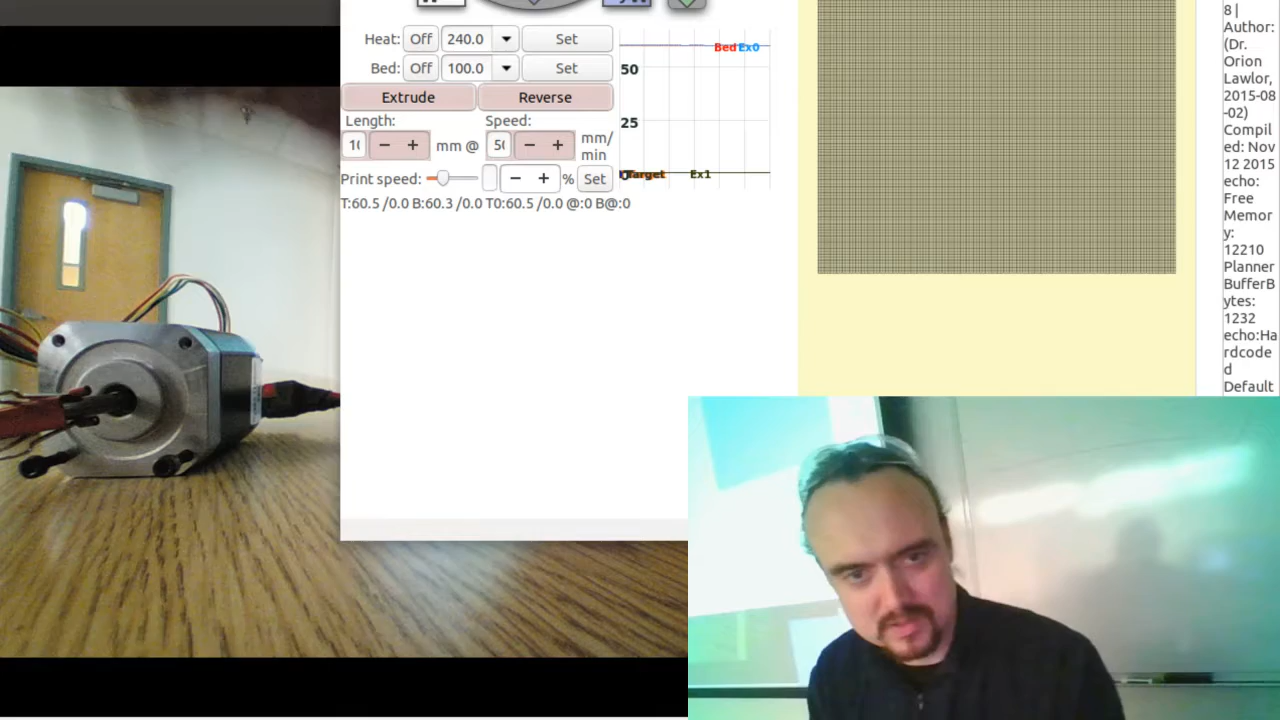 Heat: Off 240.0 Set
Bed: Off 100.0 Set
Extrude Reverse
Length: Speed:
mm @ mm/
min
Print speed: % Set
T:60.5 /0.0 B:60.3 /0.0 T0:60.5 /0.0 @:0 B@:0
Bed Ex0
50
25
0 Target Ex1
8 |
Author:
(Dr.
Orion
Lawlor,
2015-08
-02)
Compil
ed: Nov
12 2015
echo:
Free
Memor
y:
12210
Planner
BufferB
ytes:
1232
echo:Ha
rdcode
d
Default